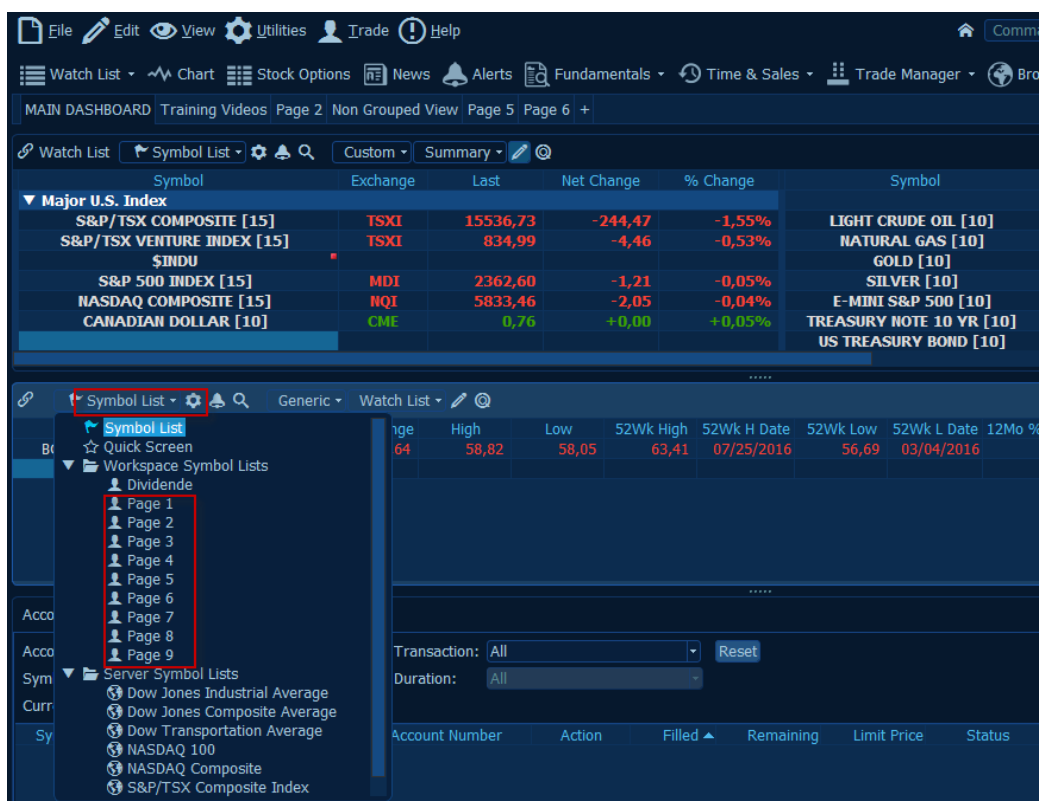 File Edit View Utilities Trade Help
Watch List Chart Stock Options News Alerts Fundamentals Time & Sales Trade Manager
MAIN DASHBOARD Training Videos Page 2 Non Grouped View Page 5 Page 6 +
Watch List Symbol List Custom Summary
Symbol Exchange Last Net Change % Change Symbol
Major U.S. Index
S&P/TSX COMPOSITE [15] TSXI 15536,73 -244,47 -1,55% LIGHT CRUDE OIL [10]
S&P/TSX VENTURE INDEX [15] TSXI 834,99 -4,46 -0,53% NATURAL GAS [10]
$INDU GOLD [10]
S&P 500 INDEX [15] MDI 2362,60 -1,21 -0,05% SILVER [10]
NASDAQ COMPOSITE [15] NQI 5833,46 -2,05 -0,04% E-MINI S&P 500 [10]
CANADIAN DOLLAR [10] CME 0,76 +0,00 +0,05% TREASURY NOTE 10 YR [10]
US TREASURY BOND [10]
Symbol List Generic Watch List
Symbol List High Low 52Wk High 52Wk H Date 52Wk Low 52Wk L Date 12Mo %
Quick Screen 64 58,82 58,05 63,41 07/25/2016 56,69 03/04/2016
Workspace Symbol Lists
Dividende
Page 1
Page 2
Page 3
Page 4
Page 5
Page 6
Page 7
Page 8
Page 9
Transaction: All Reset
Server Symbol Lists Duration: All
Dow Jones Industrial Average
Dow Jones Composite Average
Dow Transportation Average Account Number Action Filled Remaining Limit Price Status
NASDAQ 100
NASDAQ Composite
S&P/TSX Composite Index